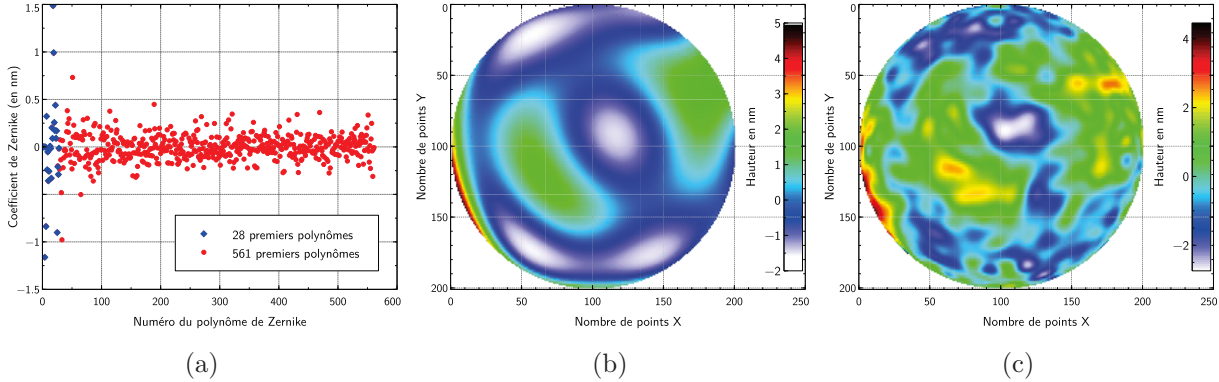 1.5
1
0.5
0
−0.5
−1
−1.5
Coefficient de Zernike (en nm)
28 premiers polynômes
561 premiers polynômes
0 100 200 300 400 500 600
Numéro du polynôme de Zernike
(a)
0
50
100
150
200
Nombre de points Y
0 50 100 150 200 250
Nombre de points X
Hauteur en nm
5
4
3
2
1
0
−1
−2
(b)
0
50
100
150
200
Nombre de points Y
0 50 100 150 200 250
Nombre de points X
Hauteur en nm
4
2
0
−2
(c)